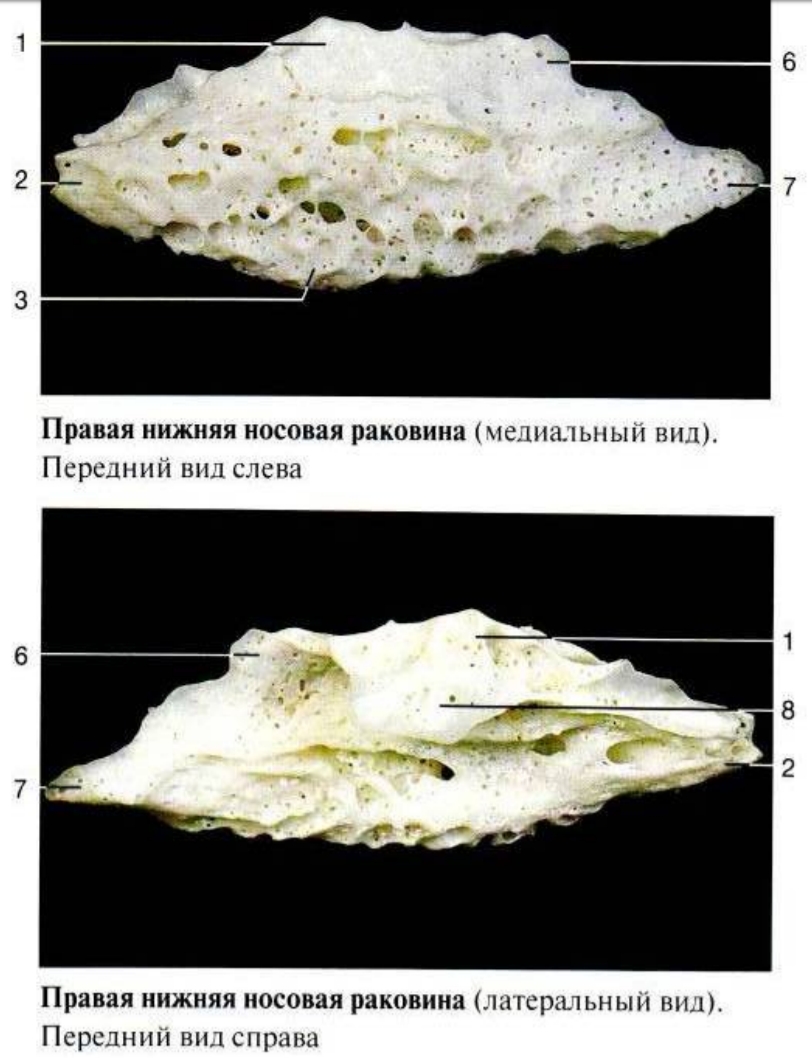 1
6
2
7
3
Правая нижняя носовая раковина (медиальный вид).
Передний вид слева
6
1
8
7
2
Правая нижняя носовая раковина (латеральный вид).
Передний вид справа